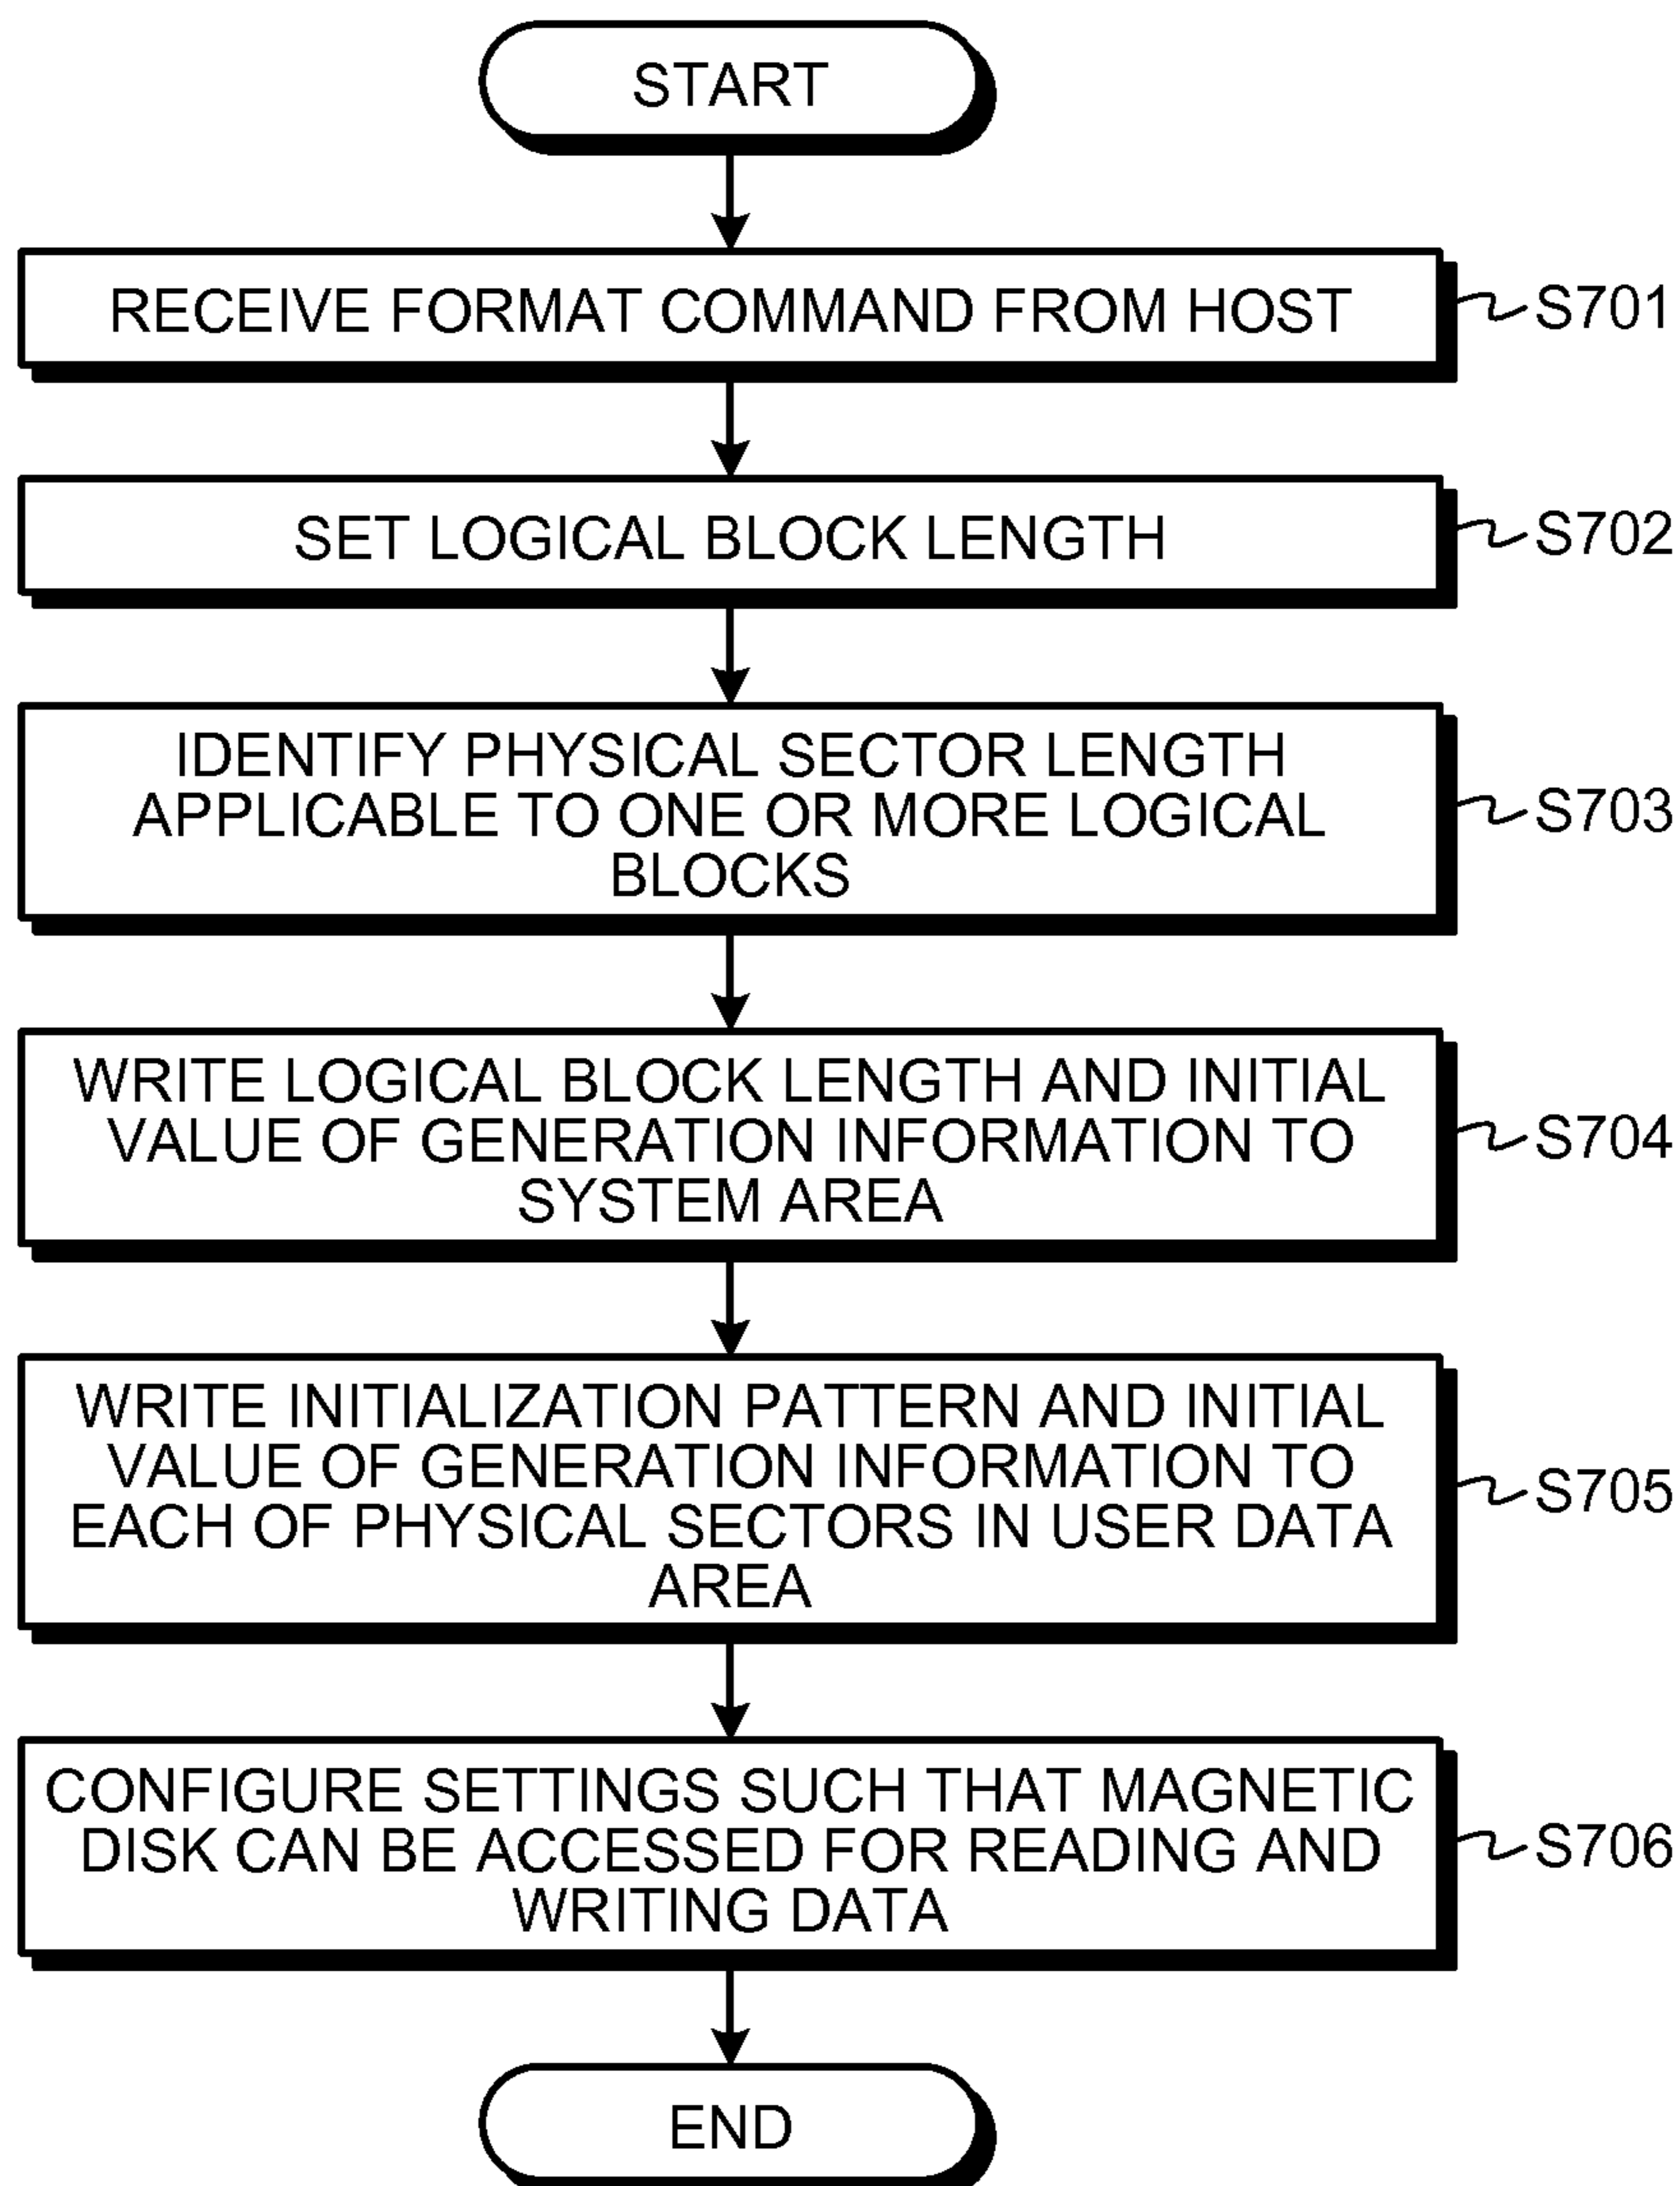 START
RECEIVE FORMAT COMMAND FROM HOST
S701
SET LOGICAL BLOCK LENGTH
S702
IDENTIFY PHYSICAL SECTOR LENGTH
APPLICABLE TO ONE OR MORE LOGICAL
BLOCKS
S703
WRITE LOGICAL BLOCK LENGTH AND INITIAL
VALUE OF GENERATION INFORMATION TO
SYSTEM AREA
S704
WRITE INITIALIZATION PATTERN AND INITIAL
VALUE OF GENERATION INFORMATION TO
EACH OF PHYSICAL SECTORS IN USER DATA
AREA
S705
CONFIGURE SETTINGS SUCH THAT MAGNETIC
DISK CAN BE ACCESSED FOR READING AND
WRITING DATA
S706
END